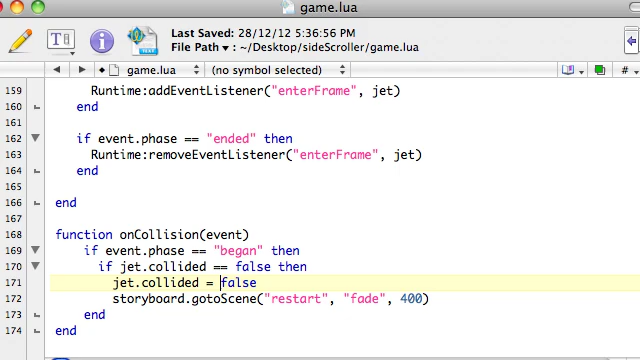 game.lua
Last Saved: 28/12/12 5:36:56 PM
File Path ▾: ~/Desktop/sideScroller/game.lua
game.lua (no symbol selected) #
159 Runtime:addEventListener("enterFrame", jet)
160 end
161
162 if event.phase == "ended" then
163 Runtime:removeEventListener("enterFrame", jet)
164 end
165
166 end
167
168 function onCollision(event)
169 if event.phase == "began" then
170 if jet.collided == false then
171 jet.collided = false
172 storyboard.gotoScene("restart", "fade", 400)
173 end
174 end